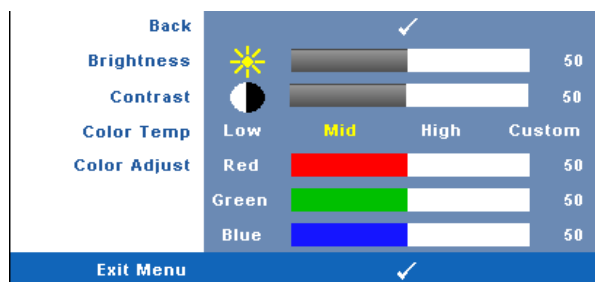 Back
Brightness 50
Contrast 50
Color Temp Low Mid High Custom
Color Adjust Red 50
Green 50
Blue 50
Exit Menu